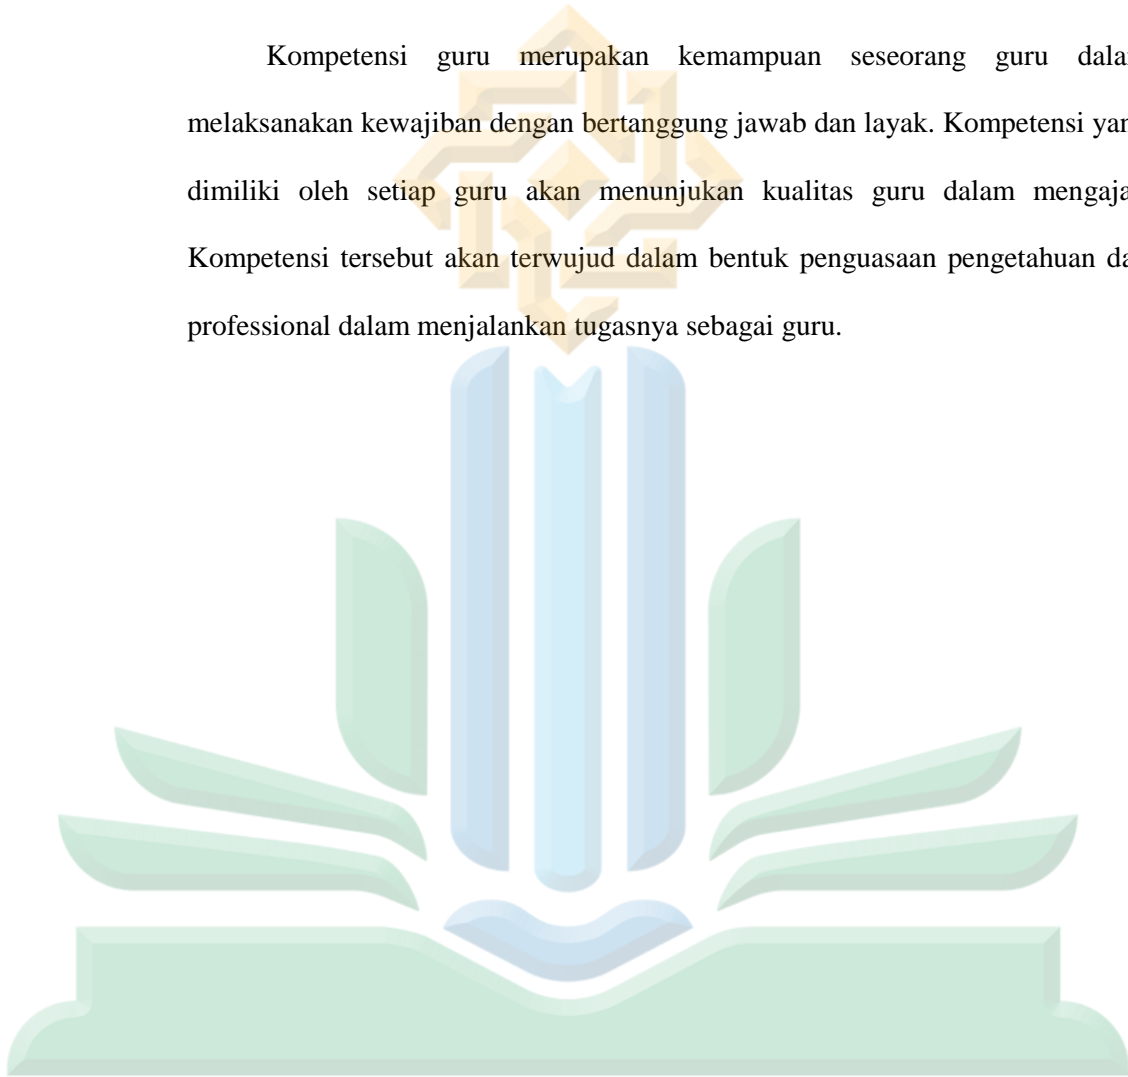 Kompetensi guru merupakan kemampuan seseorang guru dalam
melaksanakan kewajiban dengan bertanggung jawab dan layak. Kompetensi yan
dimiliki oleh setiap guru akan menunjukan kualitas guru dalam mengaja
Kompetensi tersebut akan terwujud dalam bentuk penguasaan pengetahuan da
professional dalam menjalankan tugasnya sebagai guru.